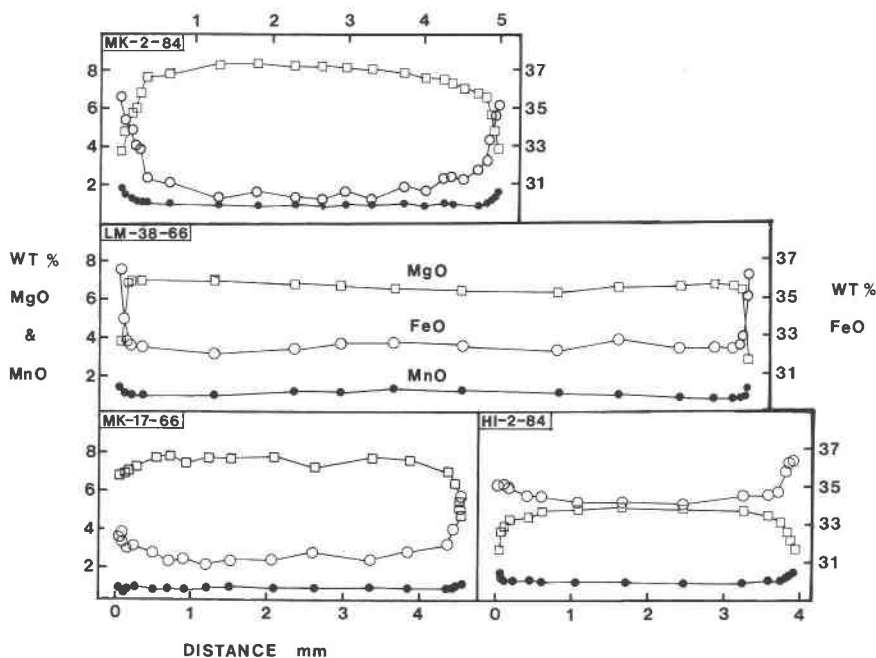 1 2 3 4 5
MK-2-84
8 37
6 35
4 33
2 31
LM-38-66
WT %
MgO
&
MnO
8 37
6 35
4 33
2 31
MgO
FeO
MnO
WT %
FeO
MK-17-66 HI-2-84
8 37
6 35
4 33
2 31
0 1 2 3 4 0 1 2 3 4
DISTANCE mm